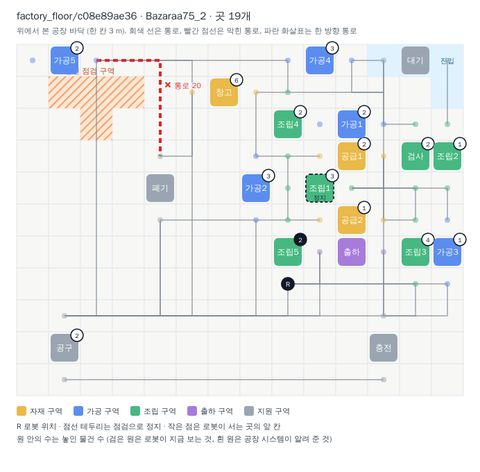 factory_floor/c08e89ae36 · Bazaraa75_2 · 곳 19개
위에서 본 공장 바닥 (한 칸 3 m). 회색 선은 통로, 빨간 점선은 막힌 통로, 파란 화살표는 한 방향 통로
가공5 2
가공4 3
대기
진입
점검 구역
✖ 통로 20
창고 6
조립4 2
가공1 2
공급1 2
검사 2
조립2 1
폐기
가공2 3
조립1 3
정지
공급2 1
조립5 2
출하
조립3 4
가공3 1
R
공구 2
충전
자재 구역
가공 구역
조립 구역
출하 구역
지원 구역
R 로봇 위치 · 점선 테두리는 점검으로 정지 · 작은 점은 로봇이 서는 곳의 앞 칸
원 안의 수는 놓인 물건 수 (검은 원은 로봇이 지금 보는 것, 흰 원은 공장 시스템이 알려 준 것)